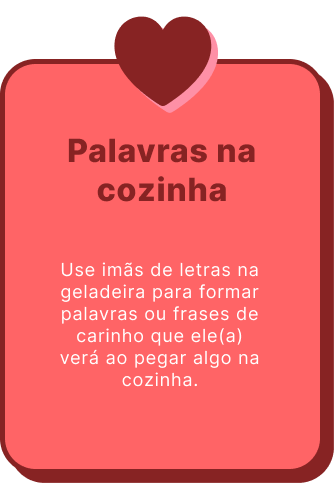 Palavras na
cozinha
Use imãs de letras na
geladeira para formar
palavras ou frases de
carinho que ele(a)
verá ao pegar algo na
cozinha.